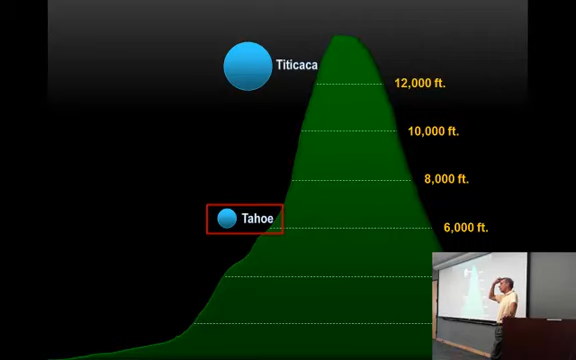 Titicaca
12,000 ft.
10,000 ft.
8,000 ft.
Tahoe
6,000 ft.